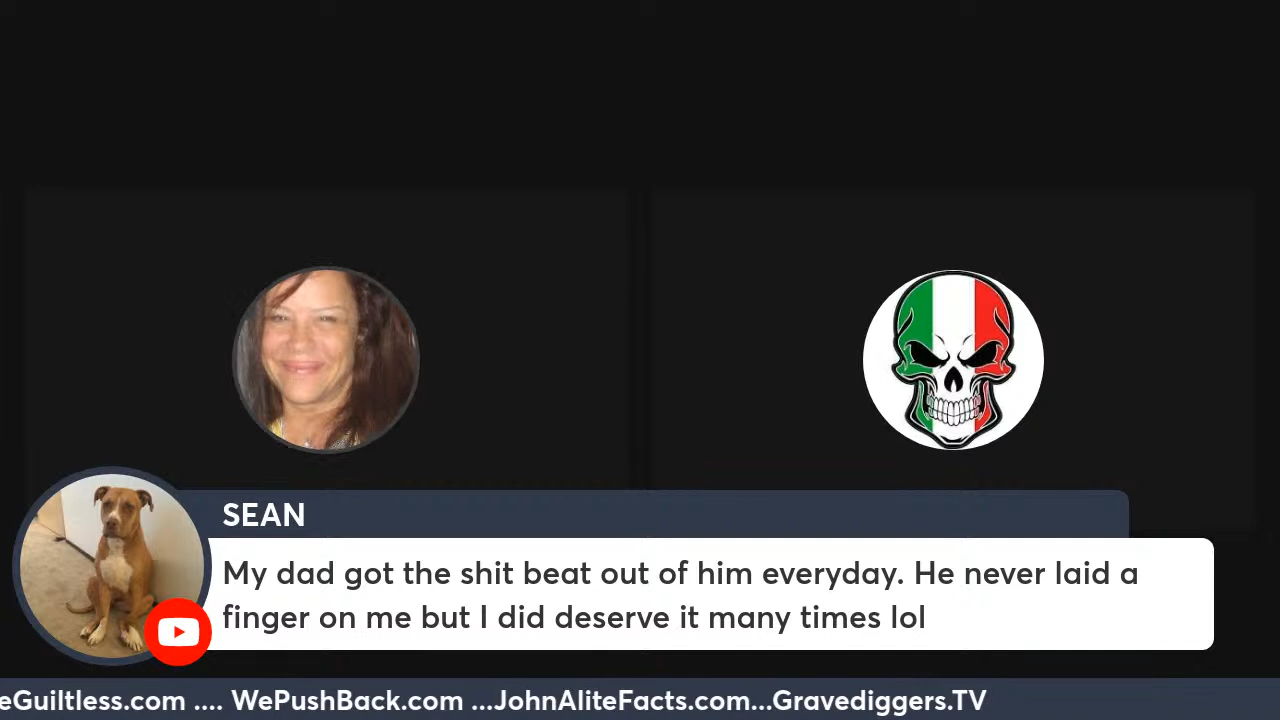 SEAN
My dad got the shit beat out of him everyday. He never laid a
finger on me but I did deserve it many times lol
eGuiltless.com .... WePushBack.com ...JohnAliteFacts.com...Gravediggers.TV